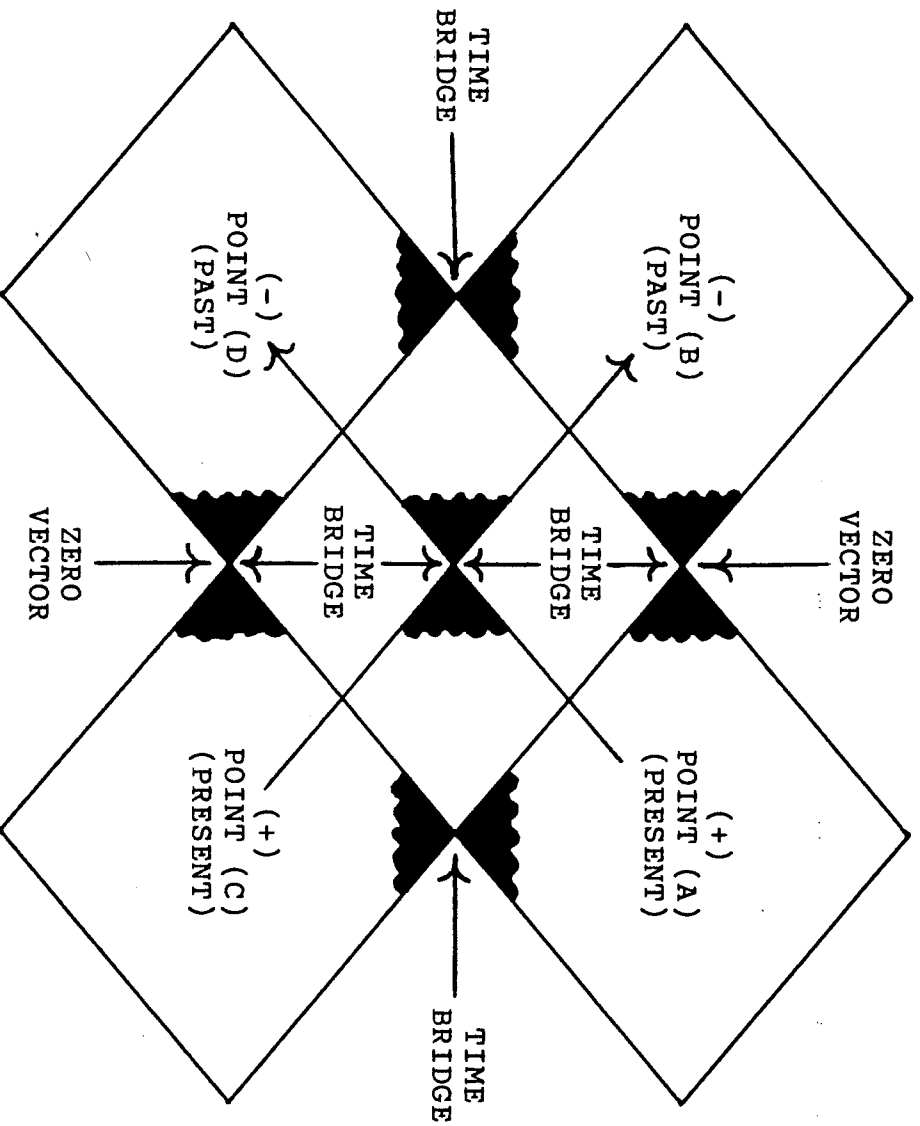 ZERO
VECTOR
(-)
POINT (B)
(PAST)
(+)
POINT (A)
(PRESENT)
TIME
BRIDGE
TIME
BRIDGE
TIME
BRIDGE
TIME
BRIDGE
(-)
POINT (D)
(PAST)
(+)
POINT (C)
(PRESENT)
ZERO
VECTOR